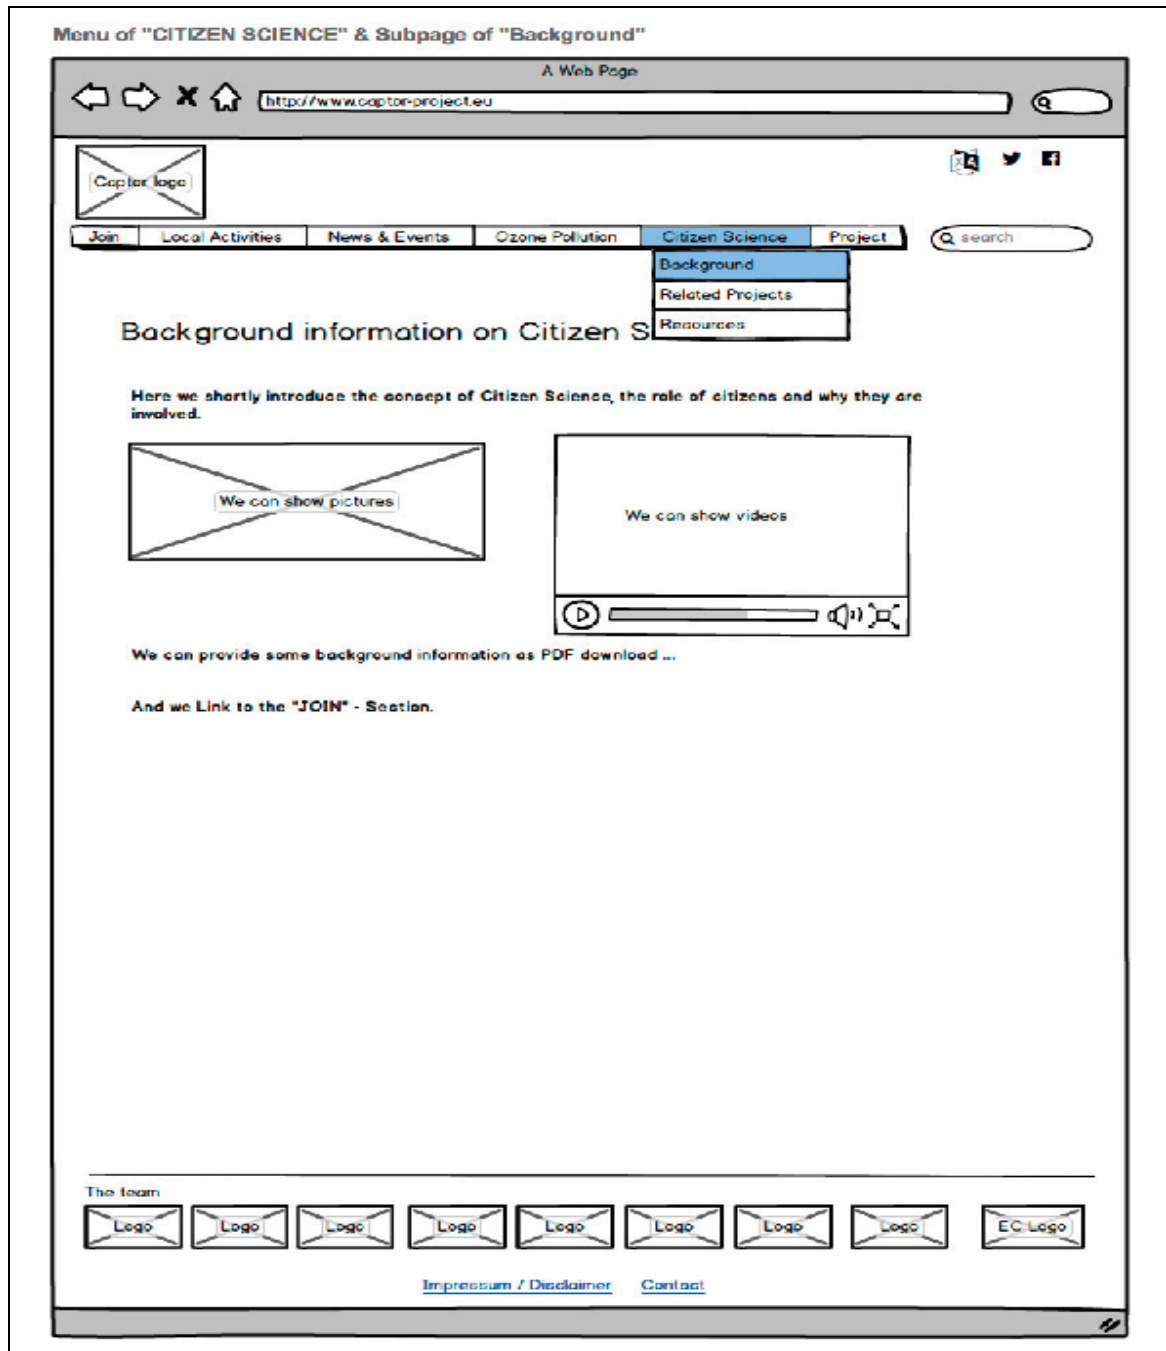 Menu of "CITIZEN SCIENCE" & Subpage of "Background"
A Web Page
http://www.captor-project.eu
Captor logo
Join Local Activities News & Events Ozone Pollution Citizen Science Project search
Background
Related Projects
Resources
Background information on Citizen S
Here we shortly introduce the concept of Citizen Science, the role of citizens and why they are
involved.
We can show pictures
We can show videos
We can provide some background information as PDF download ...
And we Link to the "JOIN" - Section.
The team
Logo Logo Logo Logo Logo Logo Logo Logo EC Logo
Impressum / Disclaimer Contact